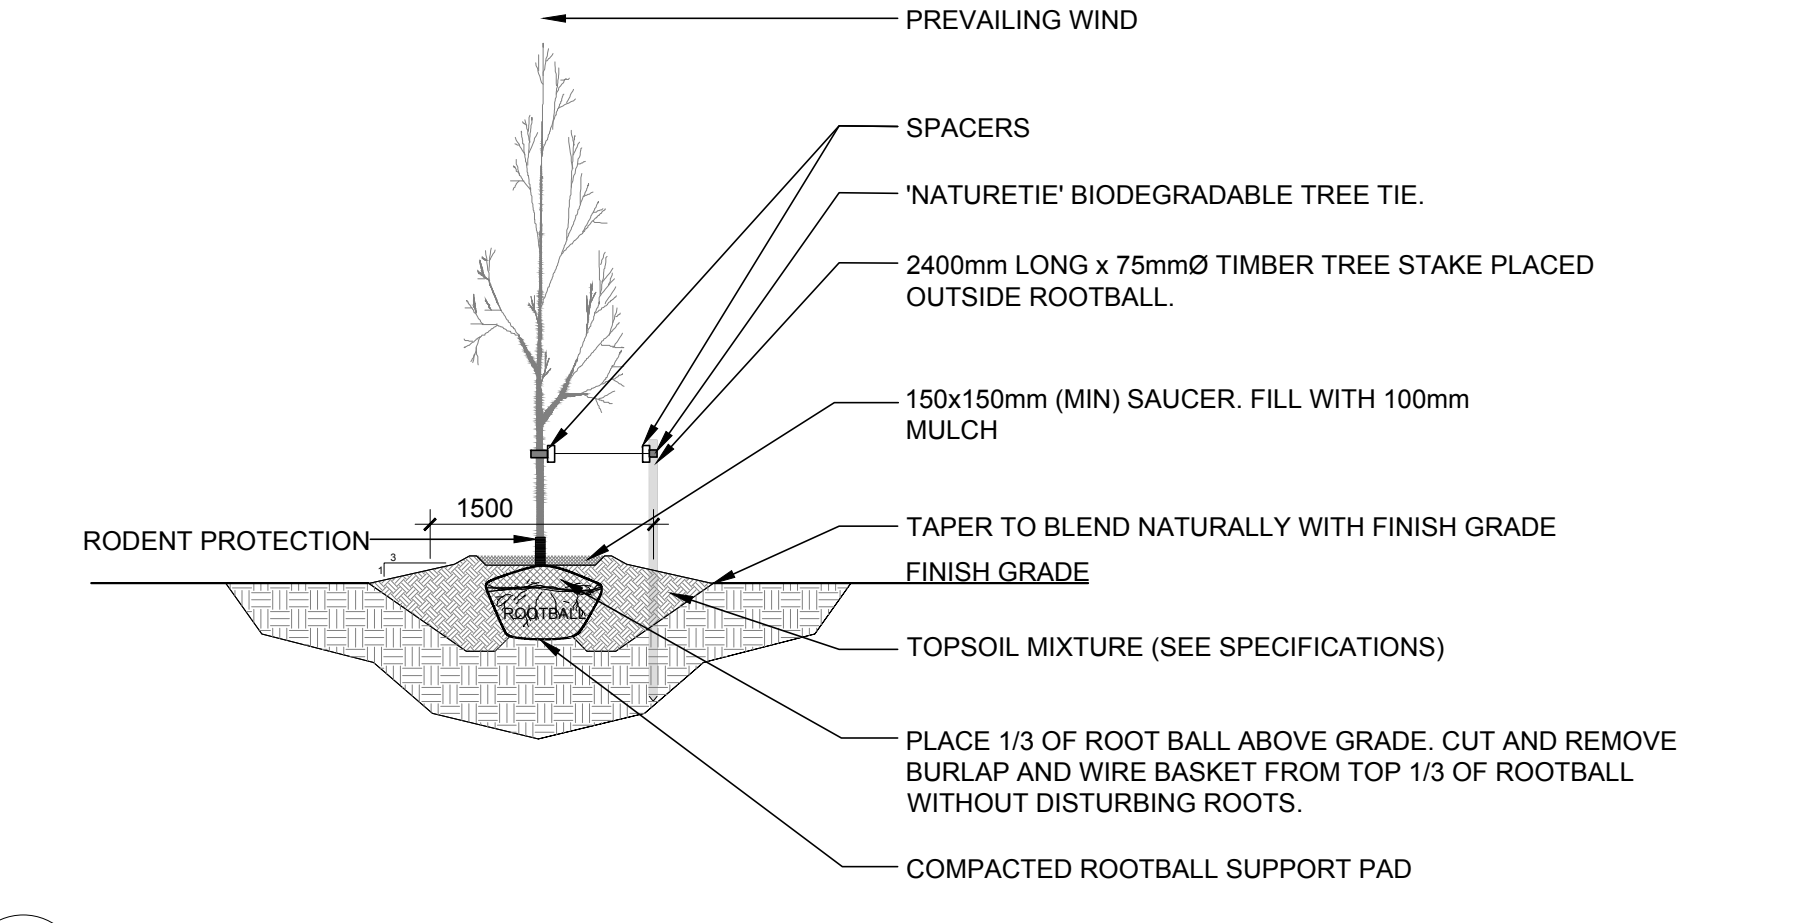 PREVAILING WIND
SPACERS
'NATURETIE' BIODEGRADABLE TREE TIE.
2400mm LONG x 75mmØ TIMBER TREE STAKE PLACED
OUTSIDE ROOTBALL.
150x150mm (MIN) SAUCER. FILL WITH 100mm
MULCH
1500
RODENT PROTECTION
3
1
TAPER TO BLEND NATURALLY WITH FINISH GRADE
FINISH GRADE
ROOTBALL
TOPSOIL MIXTURE (SEE SPECIFICATIONS)
PLACE 1/3 OF ROOT BALL ABOVE GRADE. CUT AND REMOVE
BURLAP AND WIRE BASKET FROM TOP 1/3 OF ROOTBALL
WITHOUT DISTURBING ROOTS.
COMPACTED ROOTBALL SUPPORT PAD